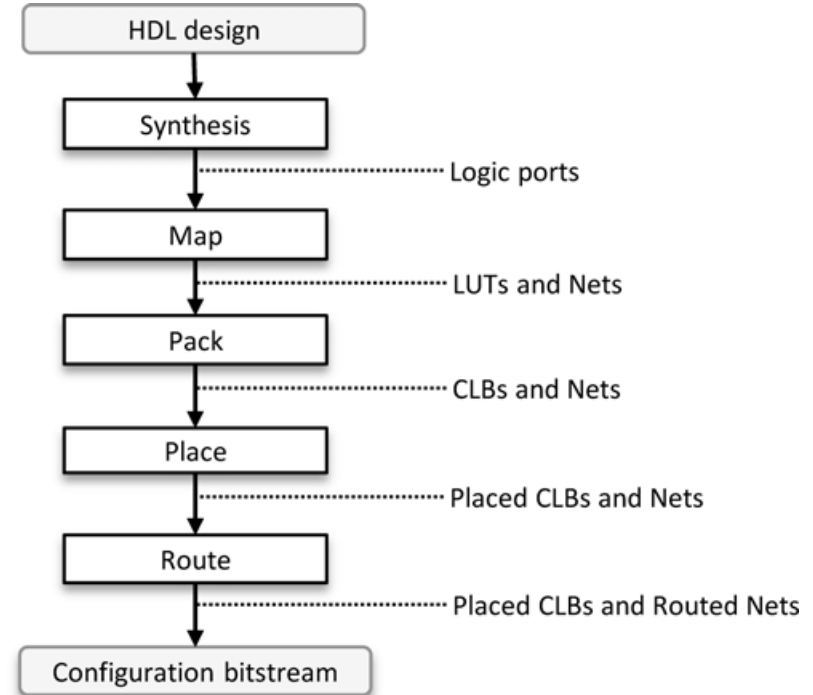 HDL design
Synthesis
Logic ports
Map
LUTs and Nets
Pack
CLBs and Nets
Place
Placed CLBs and Nets
Route
Placed CLBs and Routed Nets
Configuration bitstream